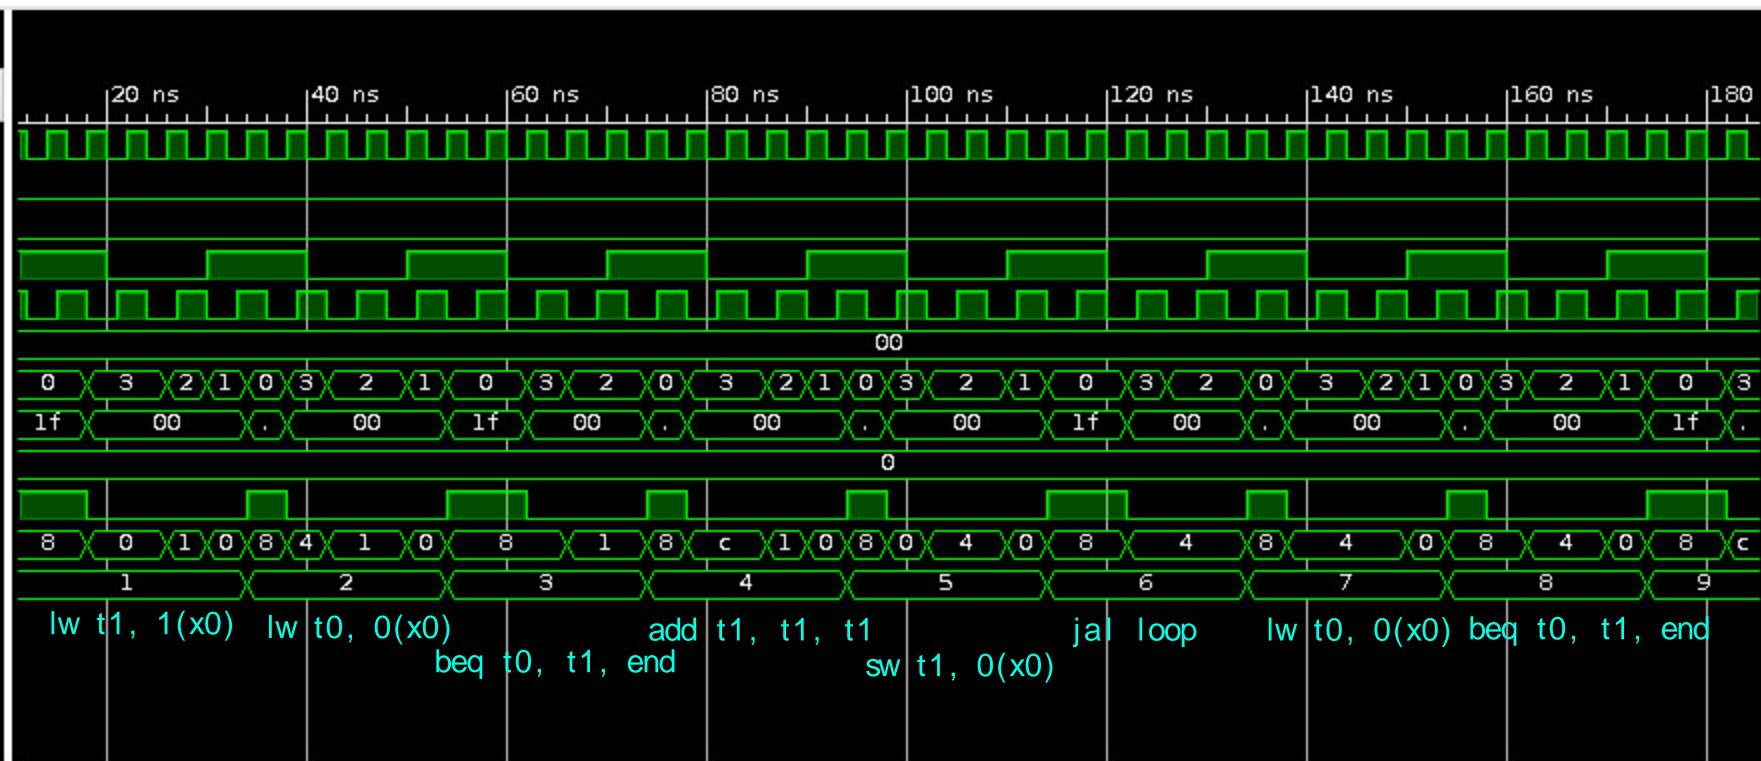 20 ns 40 ns 60 ns 80 ns 100 ns 120 ns 140 ns 160 ns 180
00
0 3 2 1 0 3 2 1 0 3 2 0 3 2 1 0 3 2 1 0 3 2 0 3 2 1 0 3 2 1 0 3
1f 00 . 00 1f 00 . 00 . 00 1f 00 . 00 . 00 1f .
0
8 0 1 0 8 4 1 0 8 1 8 c 1 0 8 0 4 0 8 4 8 4 0 8 4 0 8 c
1 2 3 4 5 6 7 8 9
lw t1, 1(x0) lw t0, 0(x0) add t1, t1, t1 jal loop lw t0, 0(x0) beq t0, t1, end
beq t0, t1, end sw t1, 0(x0)